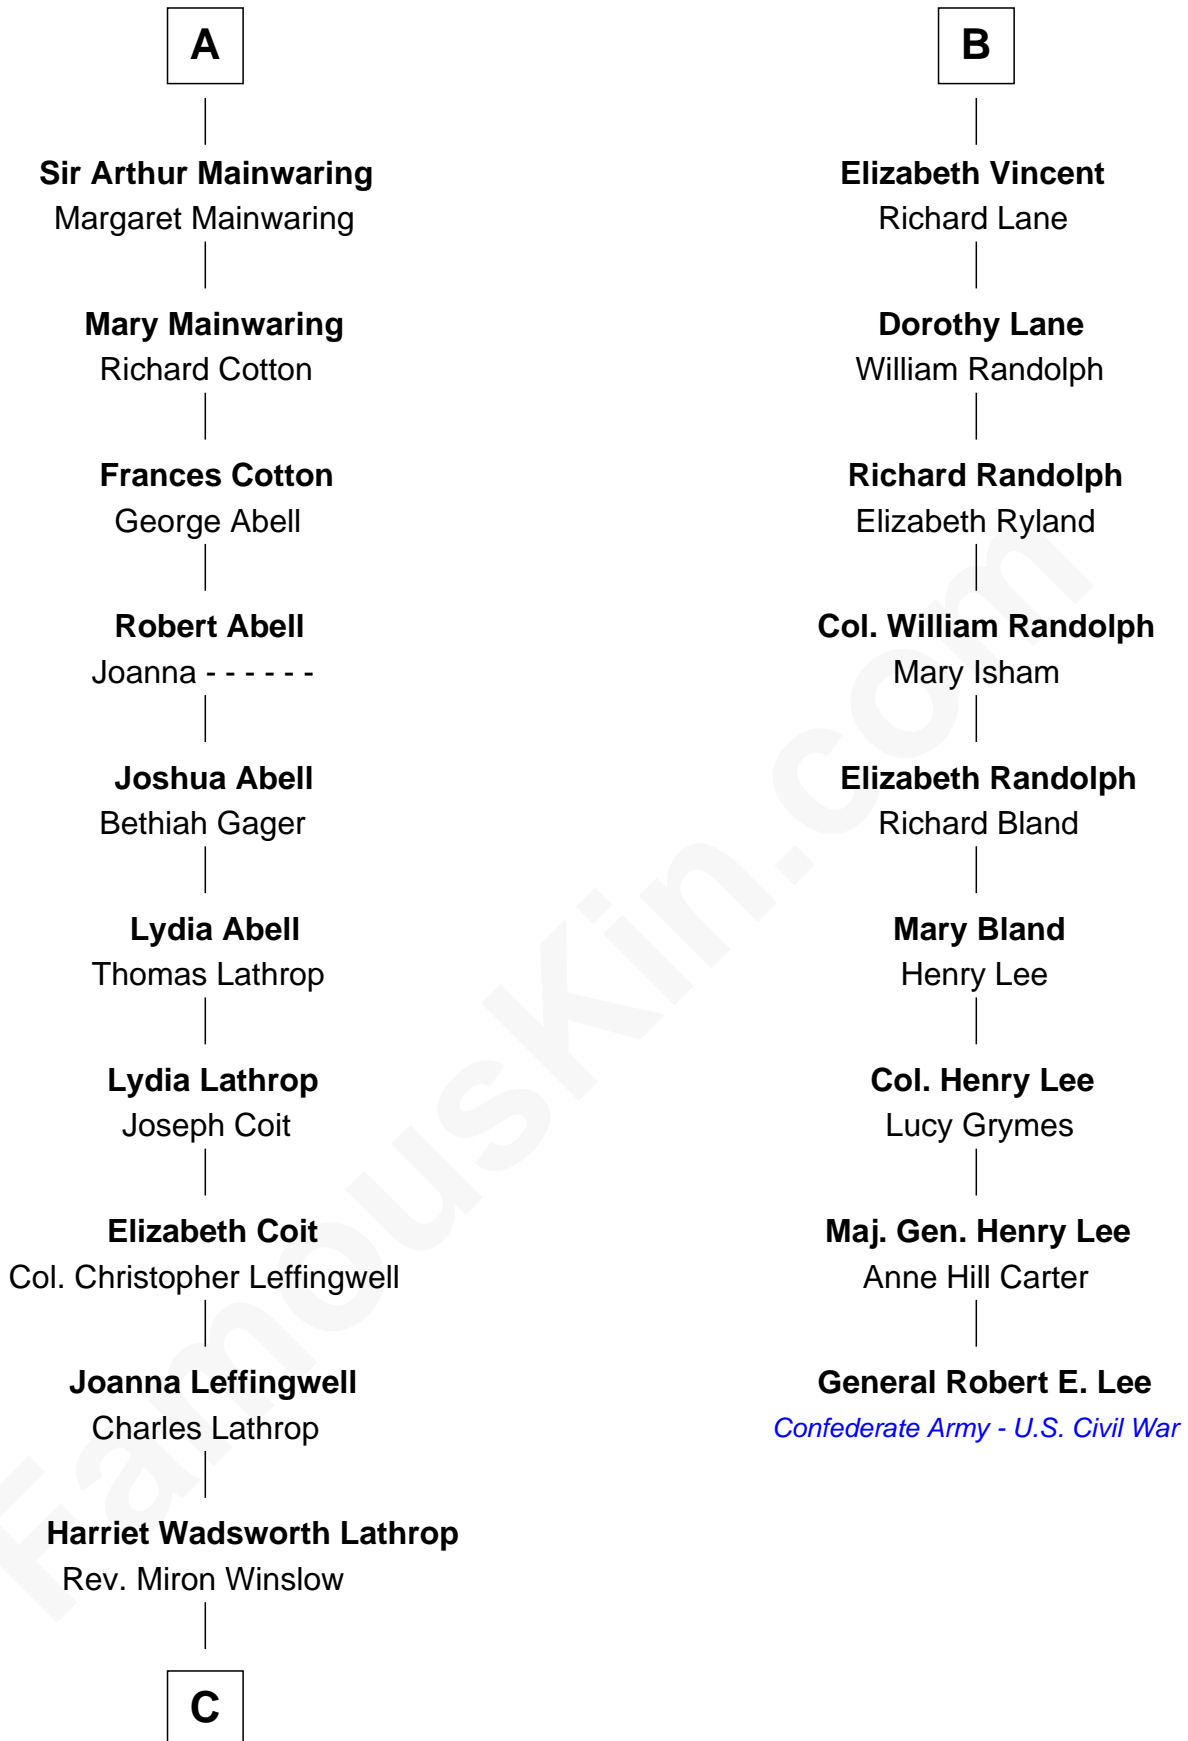 A
Sir Arthur Mainwaring
Margaret Mainwaring
Mary Mainwaring
Richard Cotton
Frances Cotton
George Abell
Robert Abell
Joanna - - - - - -
Joshua Abell
Bethiah Gager
Lydia Abell
Thomas Lathrop
Lydia Lathrop
Joseph Coit
Elizabeth Coit
Col. Christopher Leffingwell
Joanna Leffingwell
Charles Lathrop
Harriet Wadsworth Lathrop
Rev. Miron Winslow
C
B
Elizabeth Vincent
Richard Lane
Dorothy Lane
William Randolph
Richard Randolph
Elizabeth Ryland
Col. William Randolph
Mary Isham
Elizabeth Randolph
Richard Bland
Mary Bland
Henry Lee
Col. Henry Lee
Lucy Grymes
Maj. Gen. Henry Lee
Anne Hill Carter
General Robert E. Lee
Confederate Army - U.S. Civil War
FamousKin.com